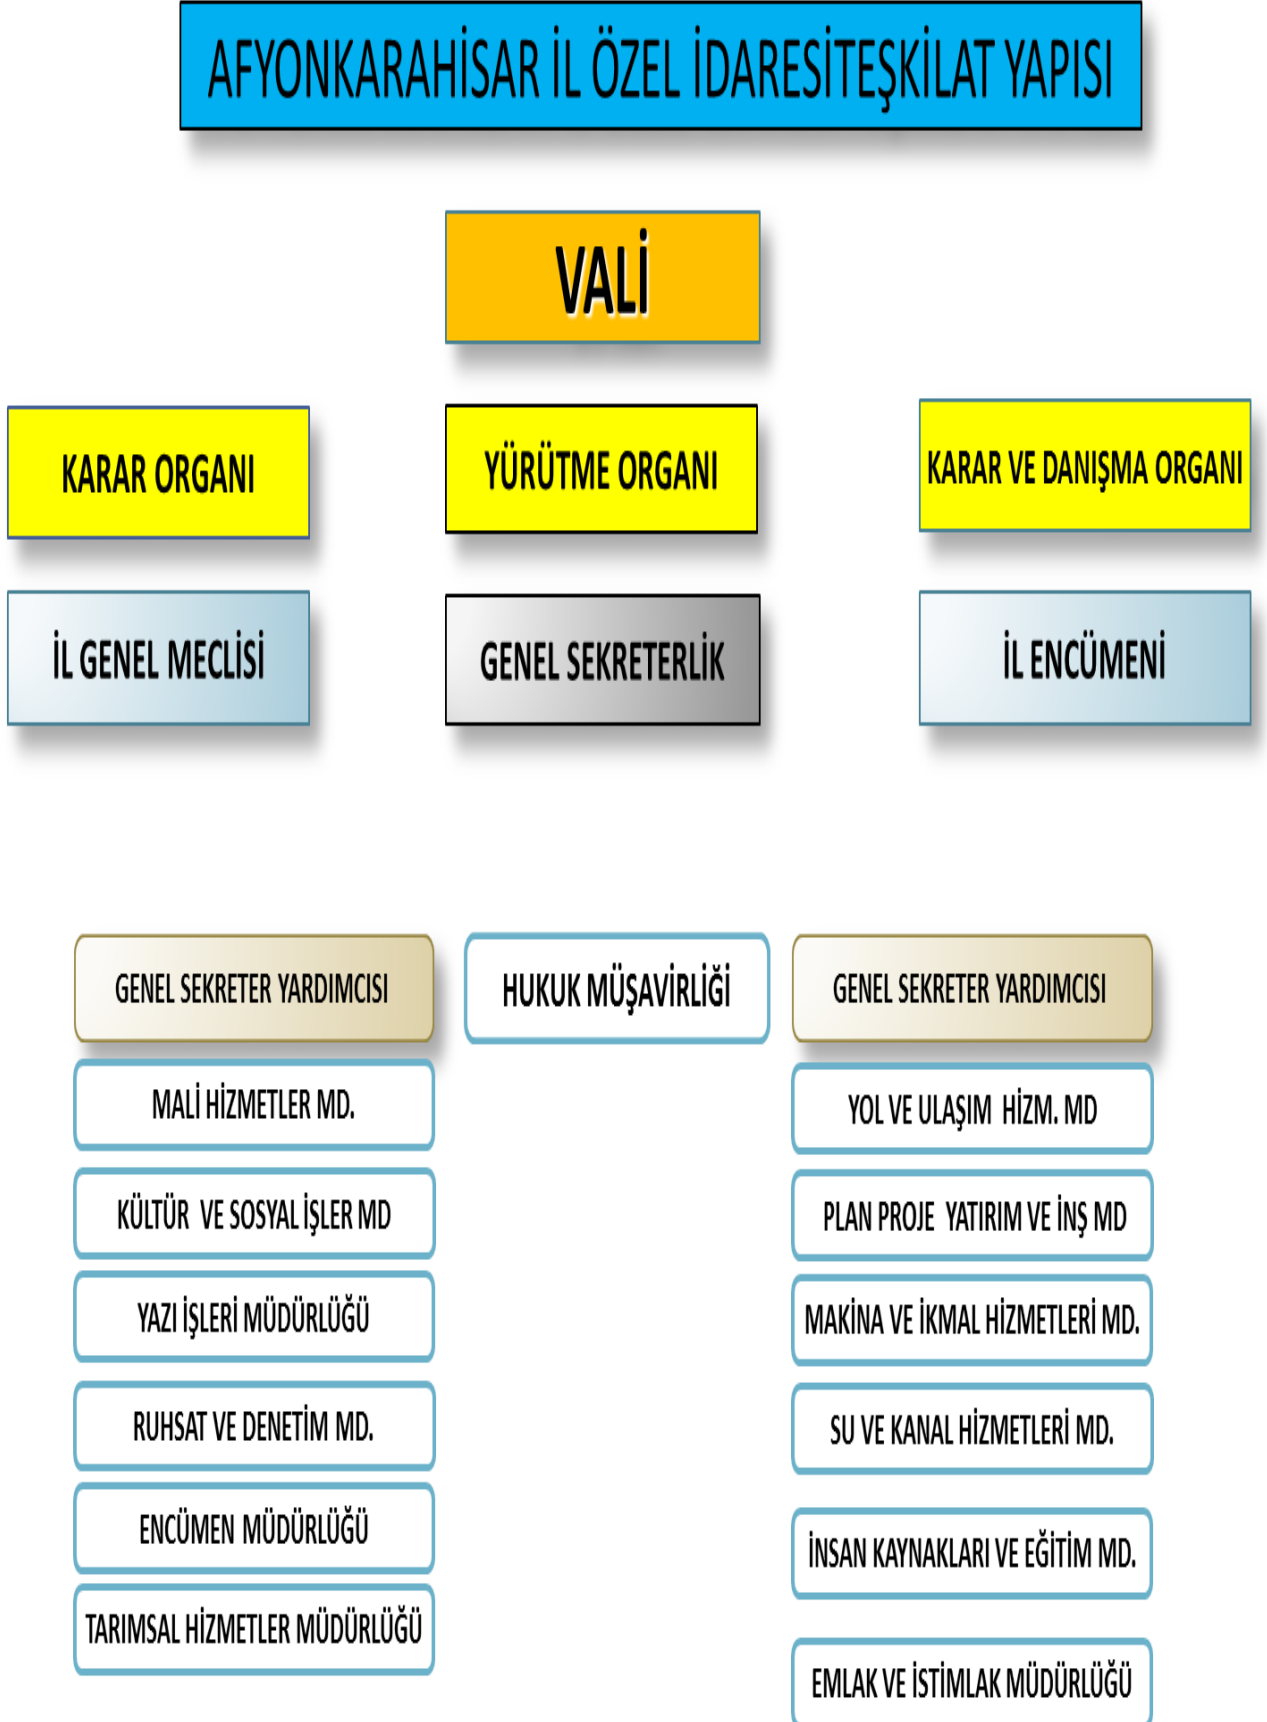 AFYONKARAHİSAR İL ÖZEL İDARESİTEŞKİLAT YAPISI
VALİ
KARAR ORGANI
YÜRÜTME ORGANI
KARAR VE DANIŞMA ORGANI
İL GENEL MECLİSİ
GENEL SEKRETERLİK
İL ENCÜMENİ
GENEL SEKRETER YARDIMCISI
HUKUK MÜŞAVİRLİĞİ
GENEL SEKRETER YARDIMCISI
MALİ HİZMETLER MD.
KÜLTÜR VE SOSYAL İŞLER MD
YAZI İŞLERİ MÜDÜRLÜĞÜ
RUHSAT VE DENETİM MD.
ENCÜMEN MÜDÜRLÜĞÜ
TARIMSAL HİZMETLER MÜDÜRLÜĞÜ
YOL VE ULAŞIM HİZM. MD
PLAN PROJE YATIRIM VE İNŞ MD
MAKİNA VE İKMAL HİZMETLERİ MD.
SU VE KANAL HİZMETLERİ MD.
İNSAN KAYNAKLARI VE EĞİTİM MD.
EMLAK VE İSTİMLAK MÜDÜRLÜĞÜ